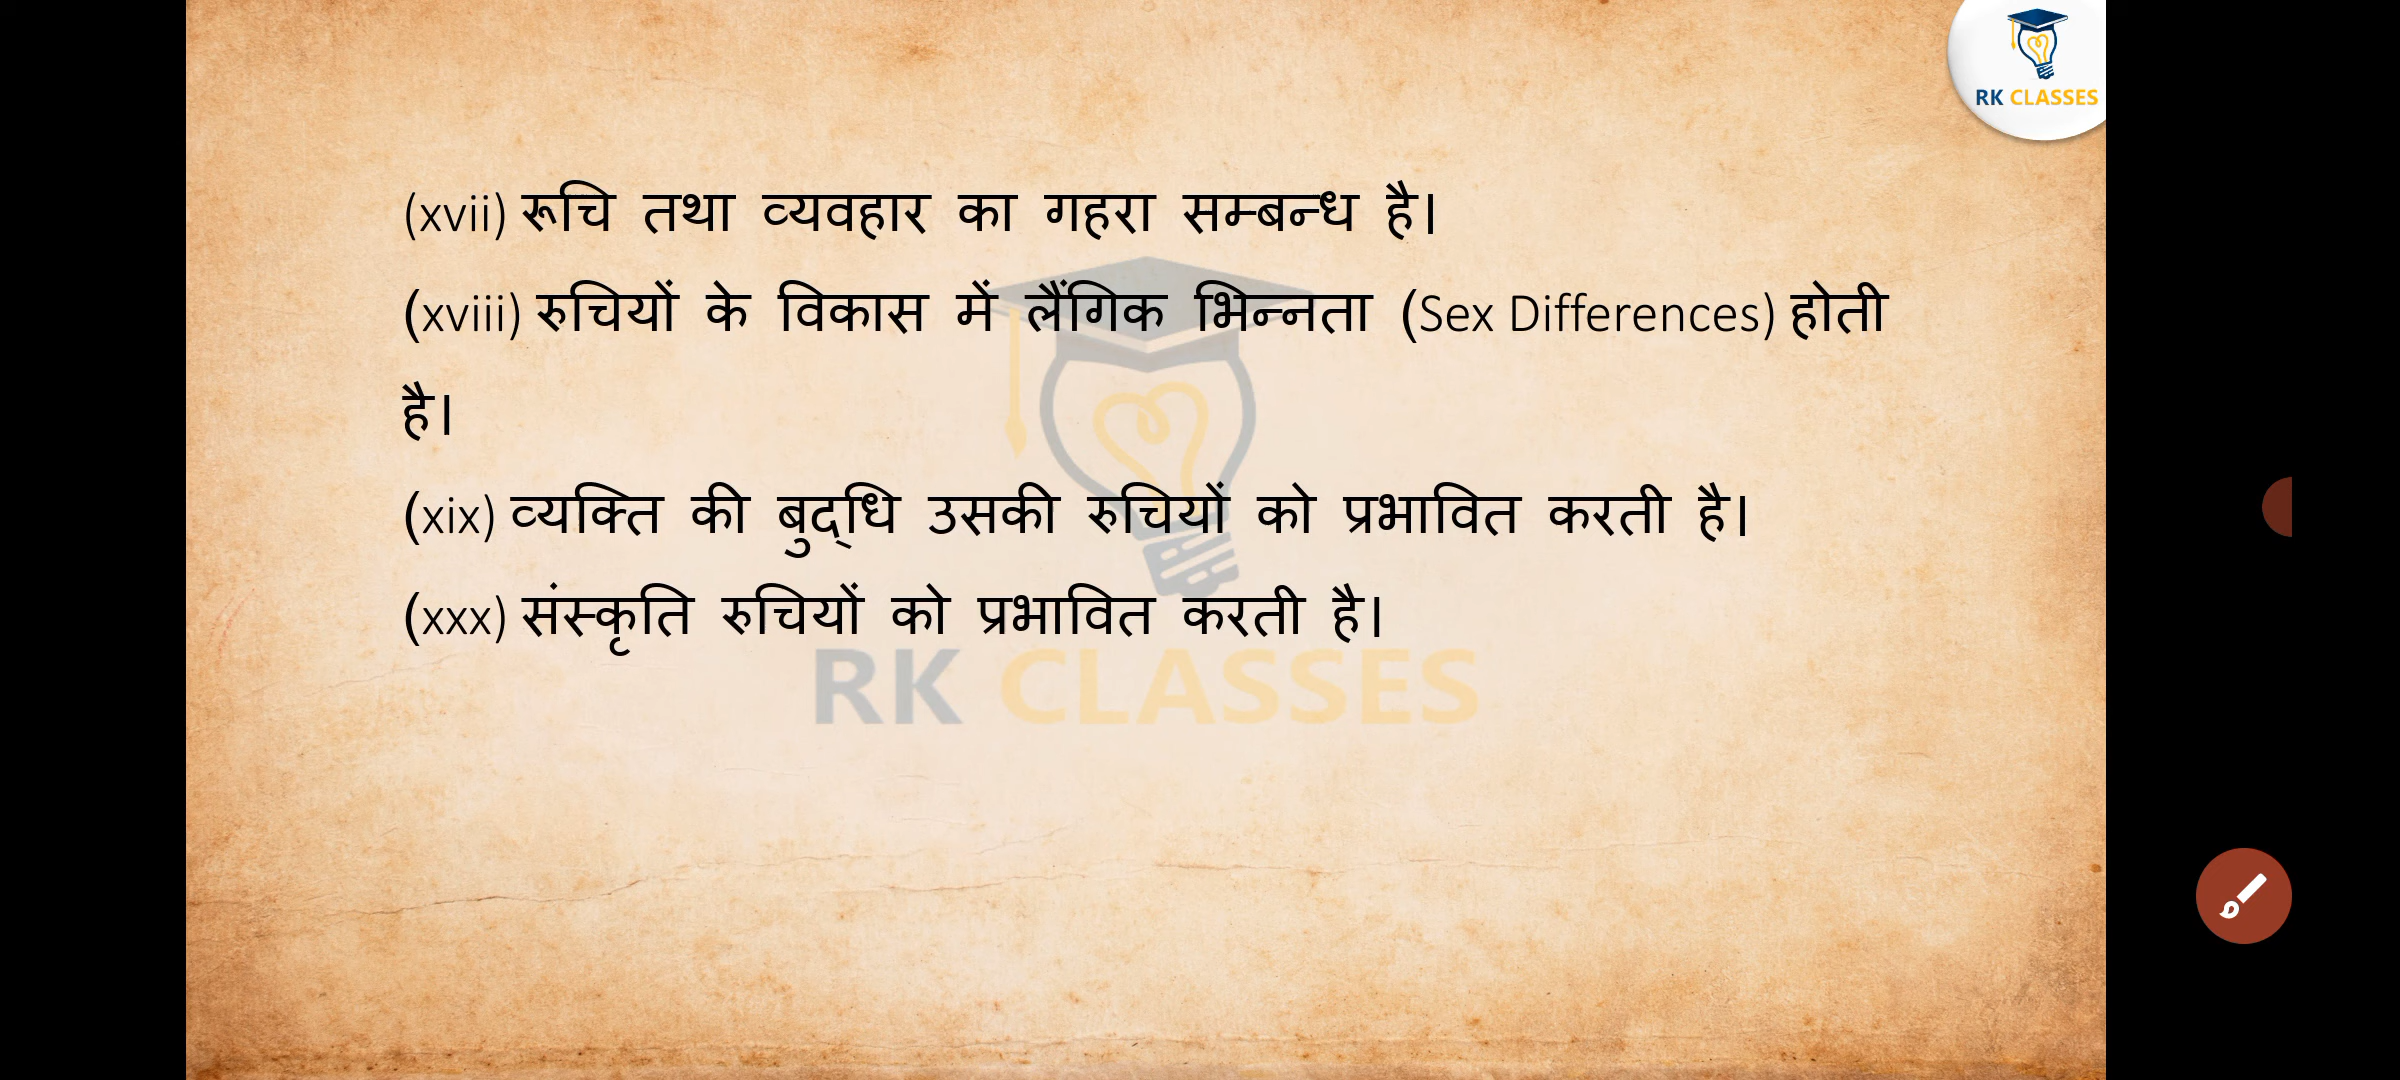 RK CLASSES
(xvii) रूचि तथा व्यवहार का गहरा सम्बन्ध है।
(xviii) रुचियों के विकास में लैंगिक भिन्नता (Sex Differences) होती
है।
(xix) व्यक्ति की बुद्धि उसकी रुचियों को प्रभावित करती है।
(xxx) संस्कृति रुचियों को प्रभावित करती है।
RK CLASSES